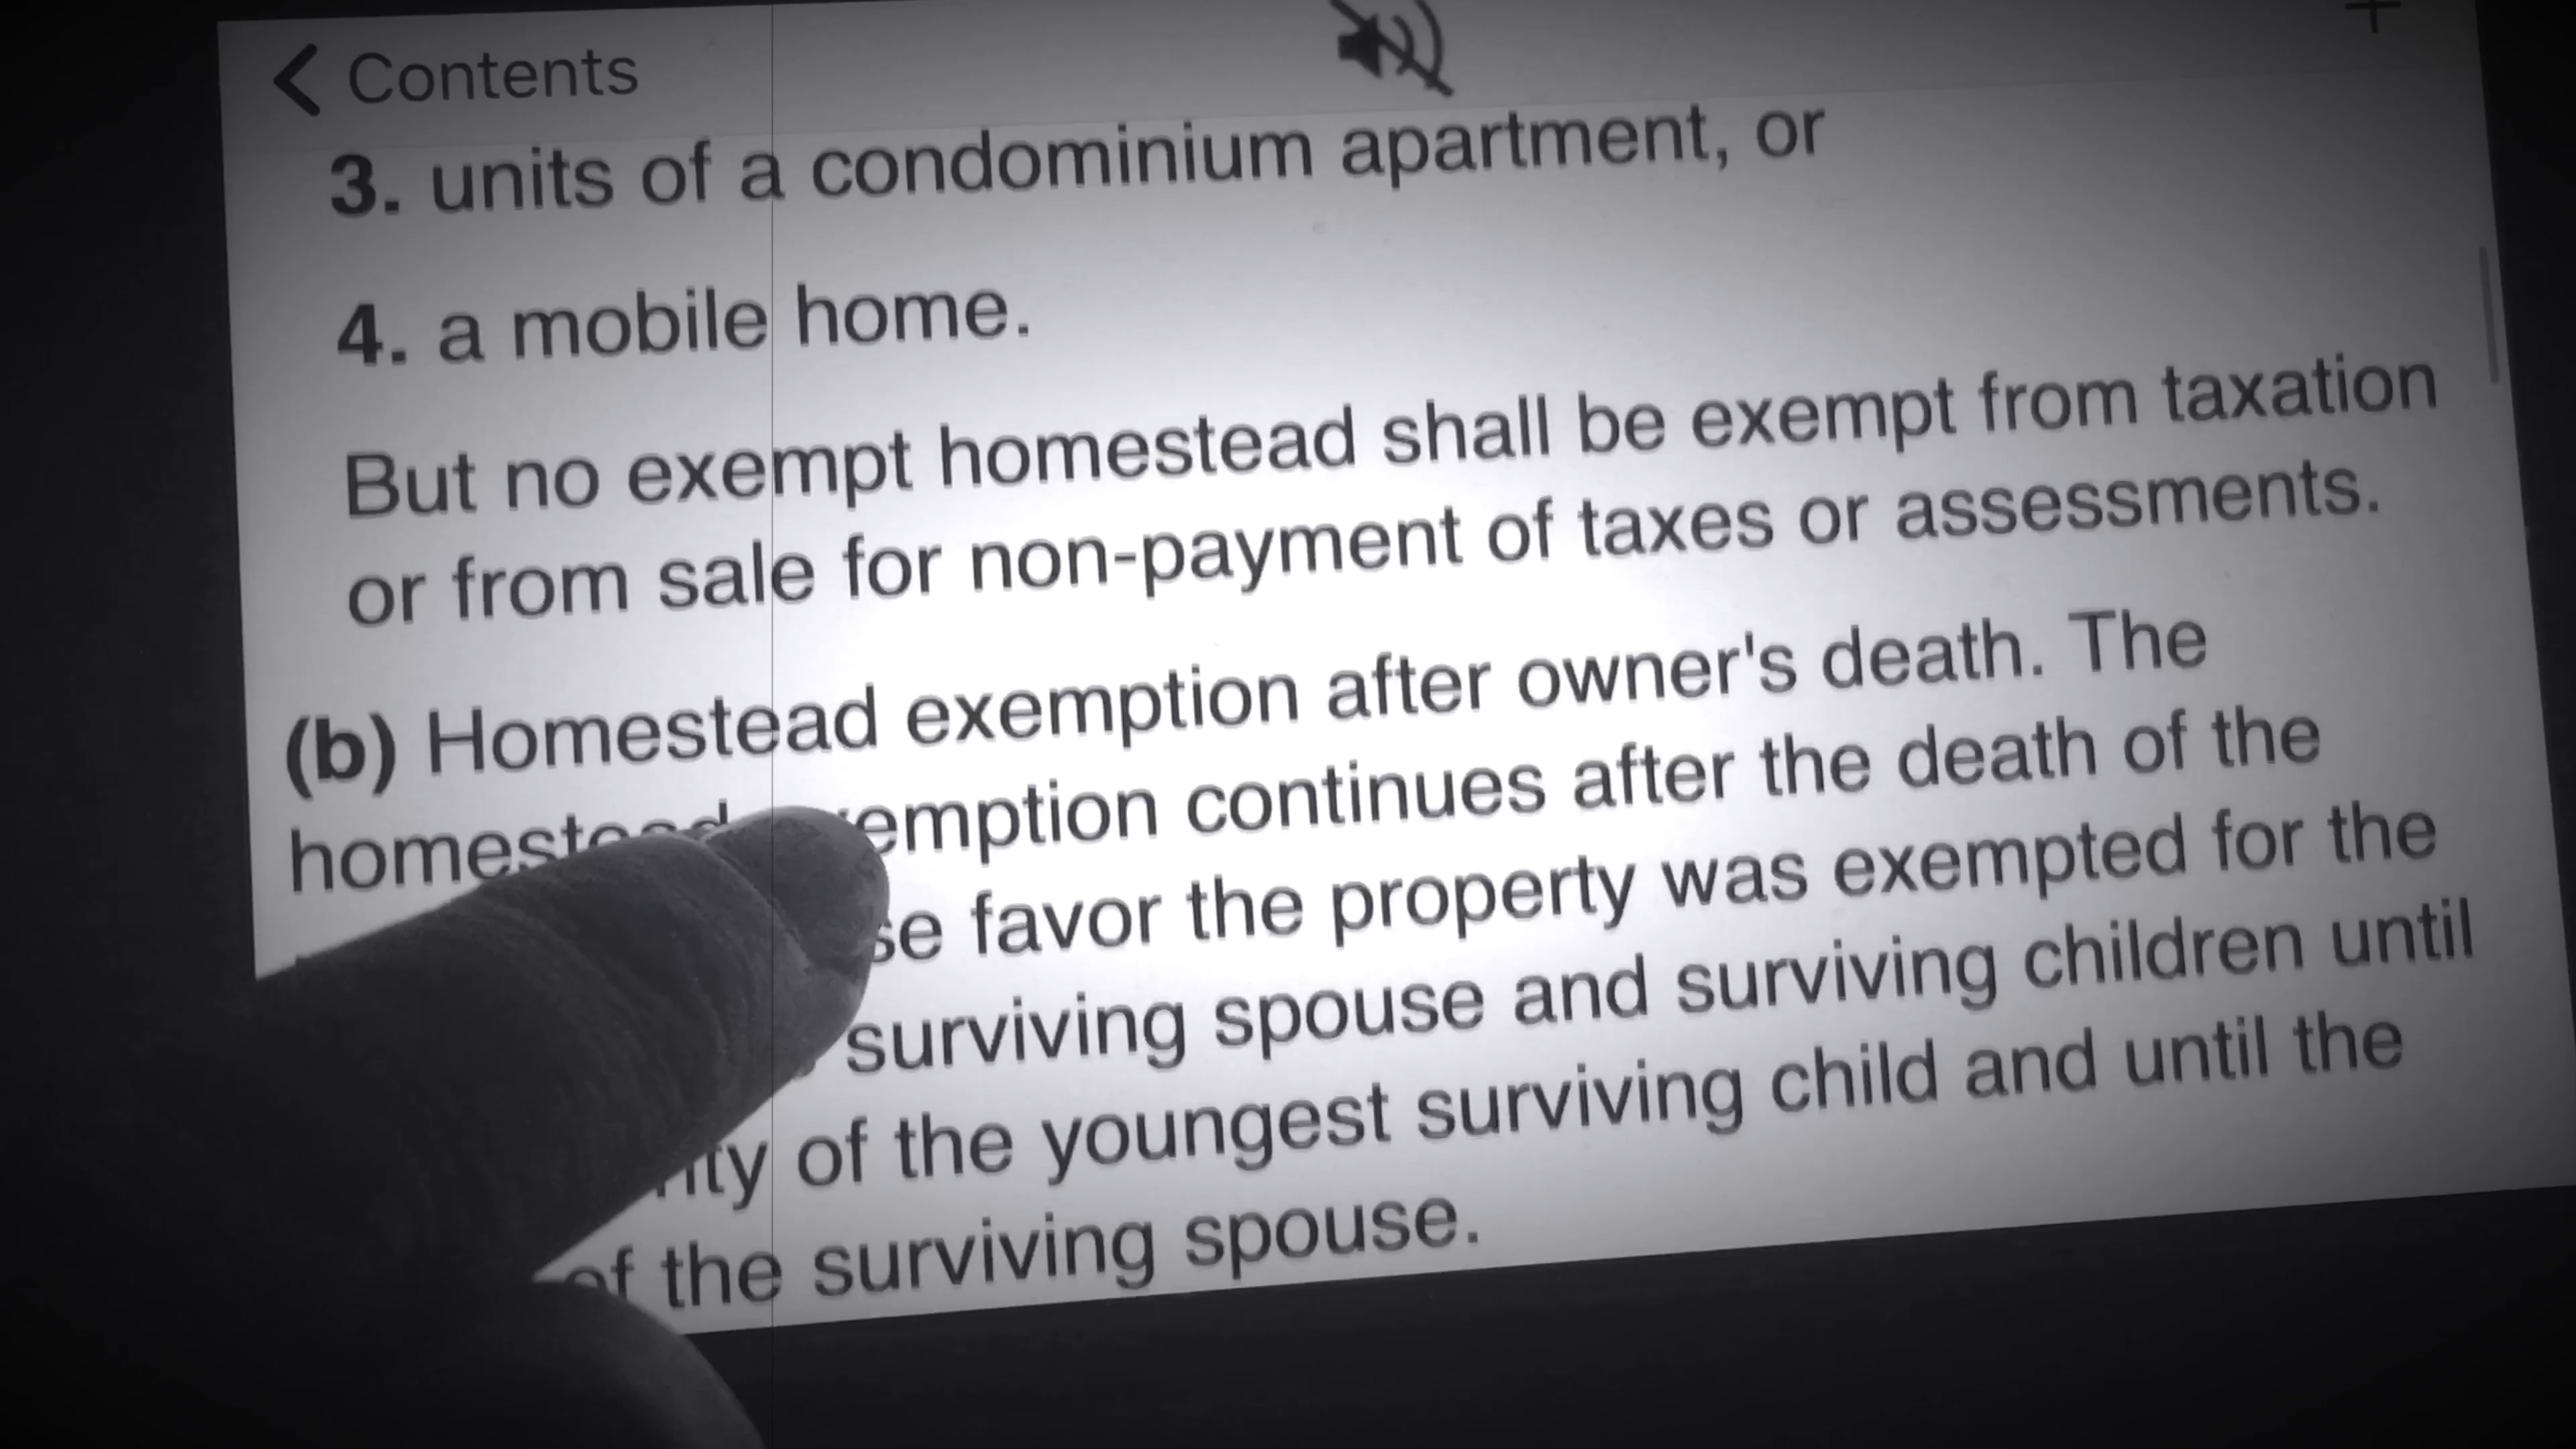 Contents
3. units of a condominium apartment, or
4. a mobile home.
But no exempt homestead shall be exempt from taxation
or from sale for non-payment of taxes or assessments.
(b) Homestead exemption after owner's death. The
homestead exemption continues after the death of the
favor the property was exempted for the
surviving spouse and surviving children until
of the youngest surviving child and until the
of the surviving spouse.